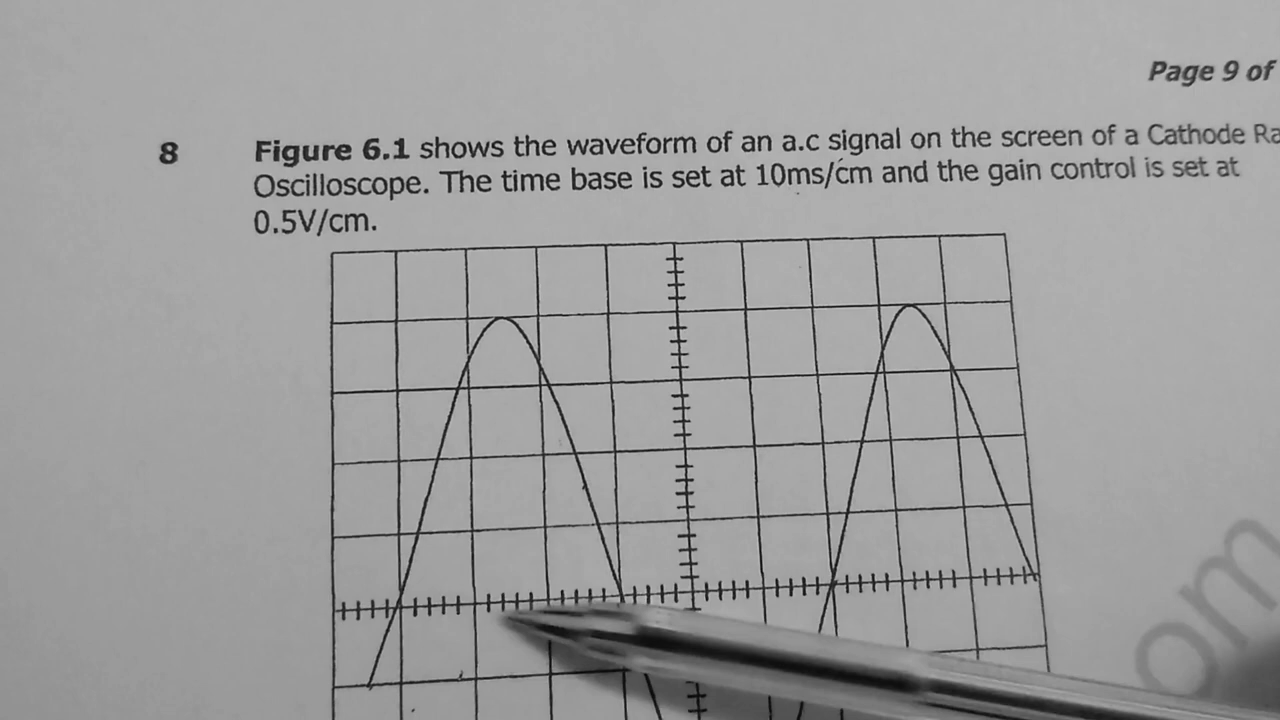 Page 9 of
8 Figure 6.1 shows the waveform of an a.c signal on the screen of a Cathode
Oscilloscope. The time base is set at 10ms/cm and the gain control is set at
0.5V/cm.
om